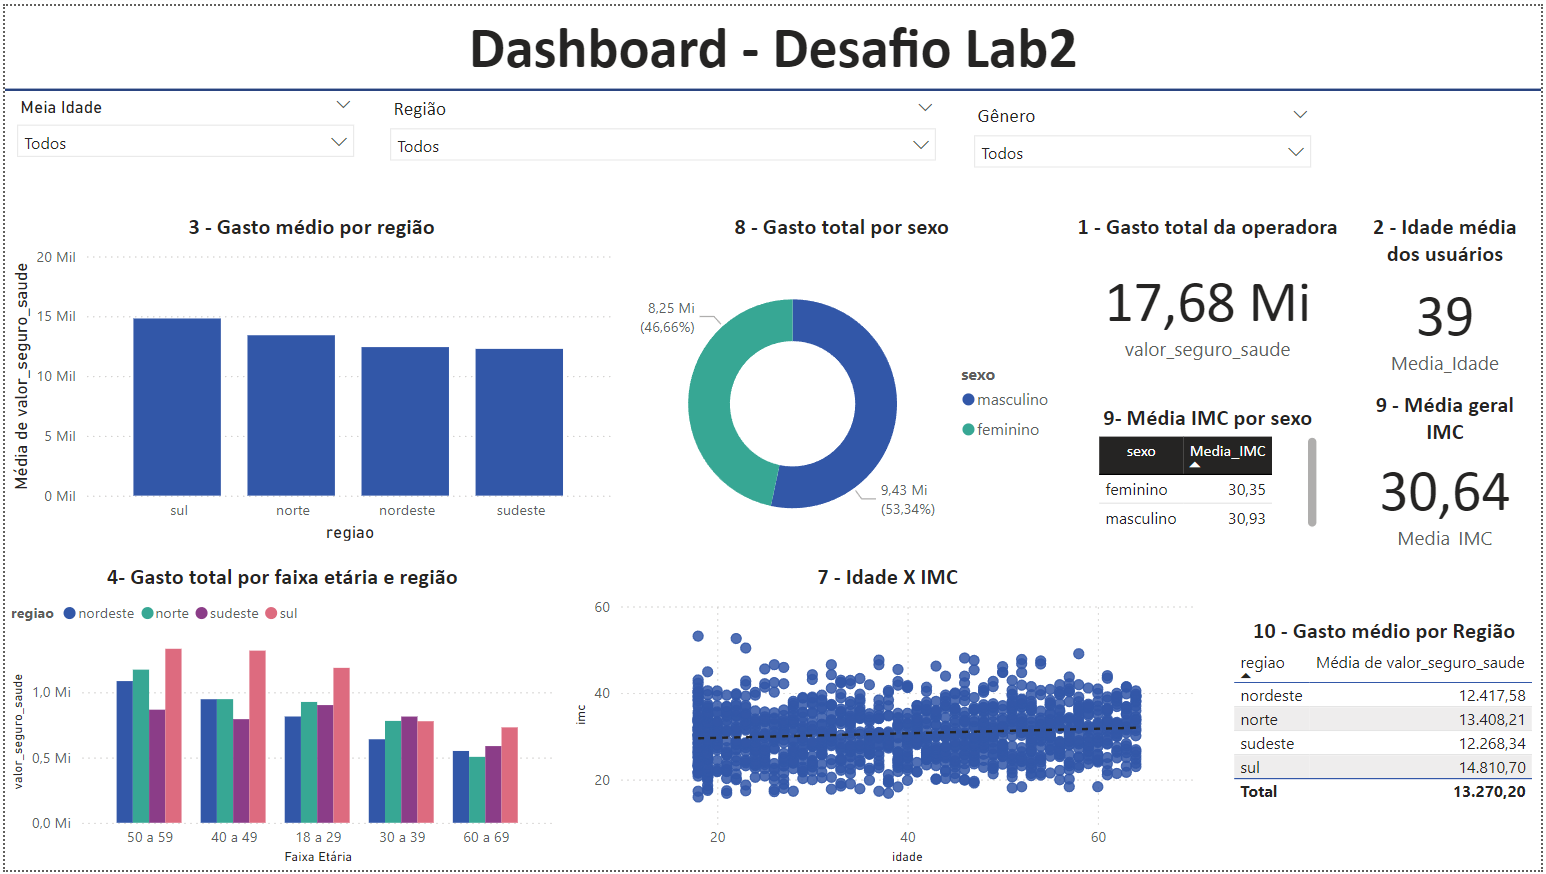 Dashboard - Desafio Lab2
Meia Idade
Todos
Região
Todos
Gênero
Todos
3 - Gasto médio por região
Média de valor_seguro_saude
20 Mil
15 Mil
10 Mil
5 Mil
0 Mil
sul norte nordeste sudeste
regiao
8 - Gasto total por sexo
8,25 Mi
(46,66%)
9,43 Mi
(53,34%)
sexo
masculino
feminino
1 - Gasto total da operadora
17,68 Mi
valor_seguro_saude
2 - Idade média
dos usuários
39
Media_Idade
9- Média IMC por sexo
sexo Media_IMC
feminino 30,35
masculino 30,93
9 - Média geral
IMC
30,64
Media IMC
4- Gasto total por faixa etária e região
regiao nordeste norte sudeste sul
valor_seguro_saude
1,0 Mi
0,5 Mi
0,0 Mi
50 a 59 40 a 49 18 a 29 30 a 39 60 a 69
Faixa Etária
7 - Idade X IMC
imc
60
40
20
20 40 60
idade
10 - Gasto médio por Região
regiao Média de valor_seguro_saude
nordeste 12.417,58
norte 13.408,21
sudeste 12.268,34
sul 14.810,70
Total 13.270,20